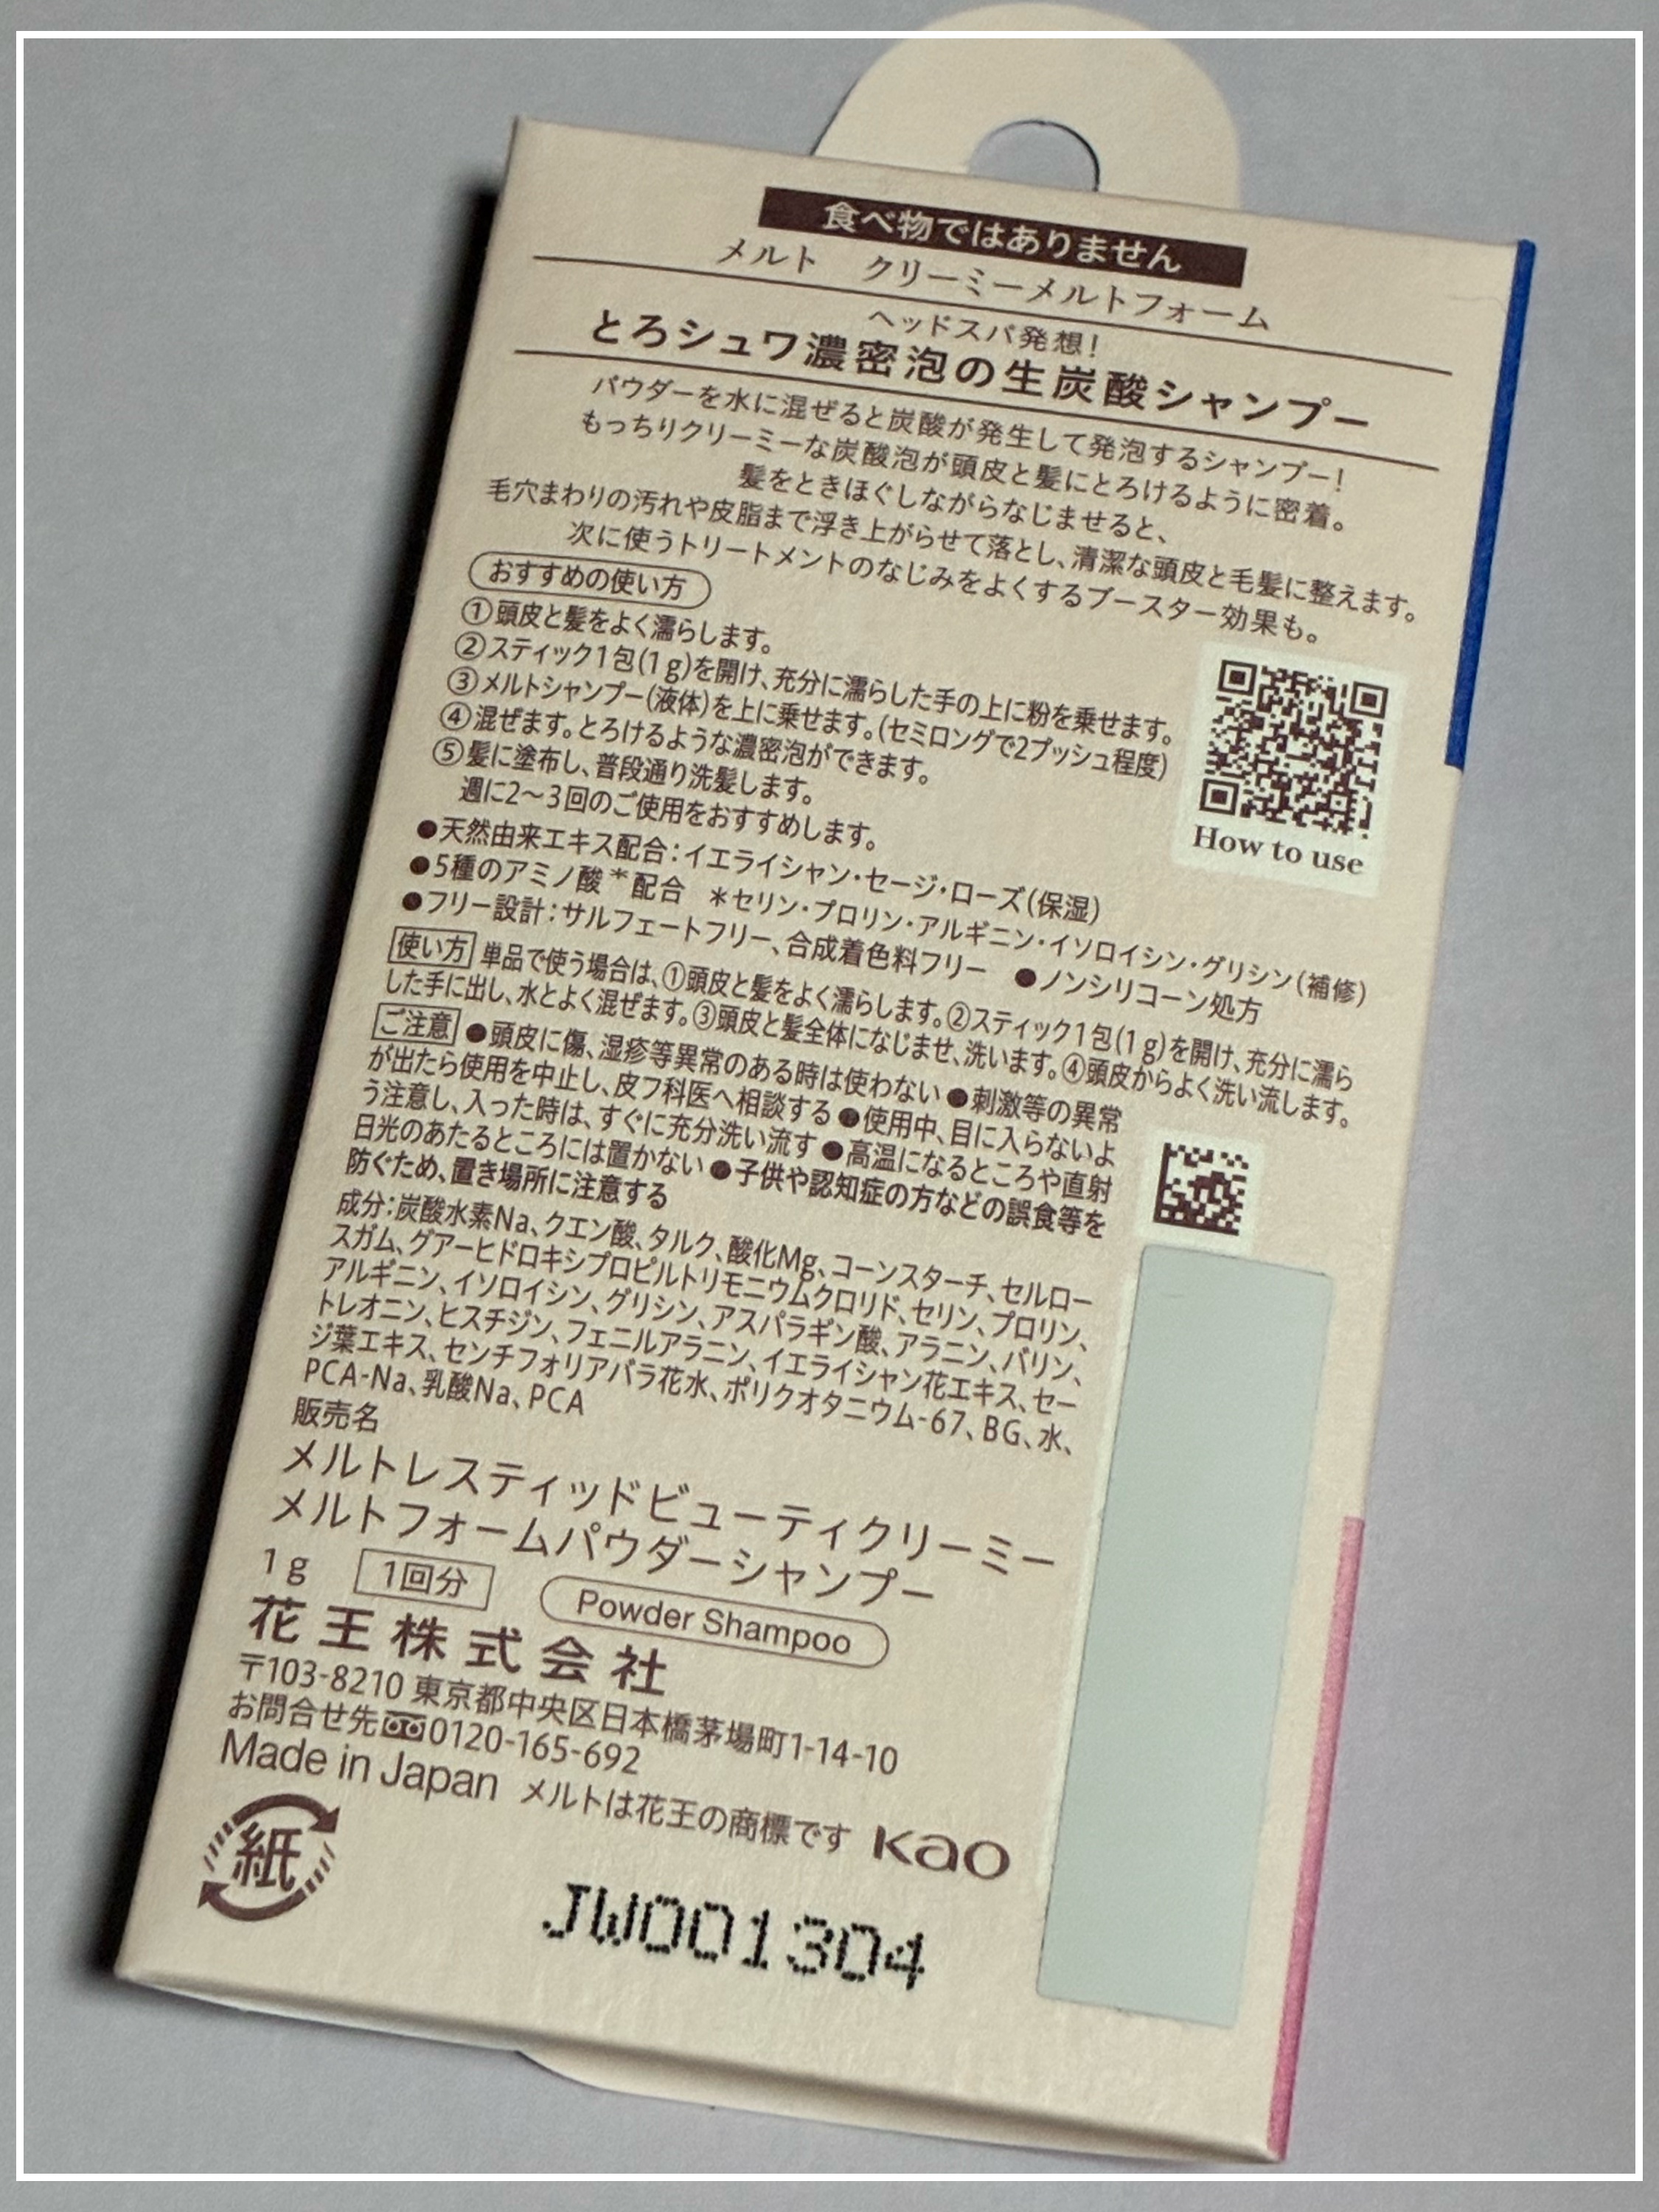 食べ物ではありません
メルト クリーミーメルトフォーム
ヘッドスパ発想!
とろシュワ濃密泡の生炭酸シャンプー
パウダーを水に混ぜると炭酸が発生して発泡するシャンプー!
もっちりクリーミーな炭酸泡が頭皮と髪にとろけるように密着。
髪をときほぐしながらなじませると、
毛穴まわりの汚れや皮脂まで浮き上がらせて落とし、清潔な頭皮と毛髪に整えます。
次に使うトリートメントのなじみをよくするブースター効果も。
おすすめの使い方
①頭皮と髪をよく濡らします。
②スティック1包(1g)を開け、充分に濡らした手の上に粉を乗せます。
③メルトシャンプー(液体)を上に乗せます。(セミロングで2プッシュ程度)
④混ぜます。とろけるような濃密泡ができます。
⑤髪に塗布し、普段通り洗髪します。
週に2〜3回のご使用をおすすめします。
How to use
●天然由来エキス配合:イエライシャン・セージ・ローズ(保湿)
●5種のアミノ酸*配合 *セリン・プロリン・アルギニン・イソロイシン・グリシン(補修)
●フリー設計:サルフェートフリー、合成着色料フリー ●ノンシリコーン処方
使い方 単品で使う場合は、①頭皮と髪をよく濡らします。②スティック1包(1g)を開け、充分に濡ら
した手に出し、水とよく混ぜます。③頭皮と髪全体になじませ、洗います。④頭皮からよく洗い流します。
ご注意 ●頭皮に傷、湿疹等異常のある時は使わない ●刺激等の異常
が出たら使用を中止し、皮フ科医へ相談する ●使用中、目に入らないよ
う注意し、入った時は、すぐに充分洗い流す ●高温になるところや直射
日光のあたるところには置かない ●子供や認知症の方などの誤食等を
防ぐため、置き場所に注意する
成分:炭酸水素Na、クエン酸、タルク、酸化Mg、コーンスターチ、セルロー
スガム、グアーヒドロキシプロピルトリモニウムクロリド、セリン、プロリン、
アルギニン、イソロイシン、グリシン、アスパラギン酸、アラニン、バリン、
トレオニン、ヒスチジン、フェニルアラニン、イエライシャン花エキス、セー
ジ葉エキス、センチフォリアバラ花水、ポリクオタニウム-67、BG、水、
PCA-Na、乳酸Na、PCA
販売名
メルトレスティッドビューティクリーミー
メルトフォームパウダーシャンプー
1g 1回分 Powder Shampoo
花王株式会社
〒103-8210 東京都中央区日本橋茅場町1-14-10
お問合せ先 0120-165-692
Made in Japan メルトは花王の商標です Kao
紙
JW001304